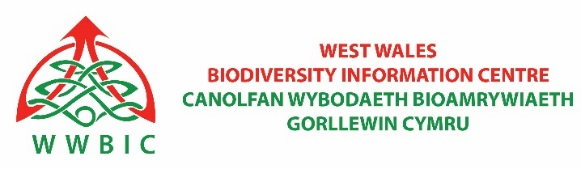 WWBIC
WEST WALES
BIODIVERSITY INFORMATION CENTRE
CANOLFAN WYBODAETH BIOAMRYWIAETH
GORLLEWIN CYMRU